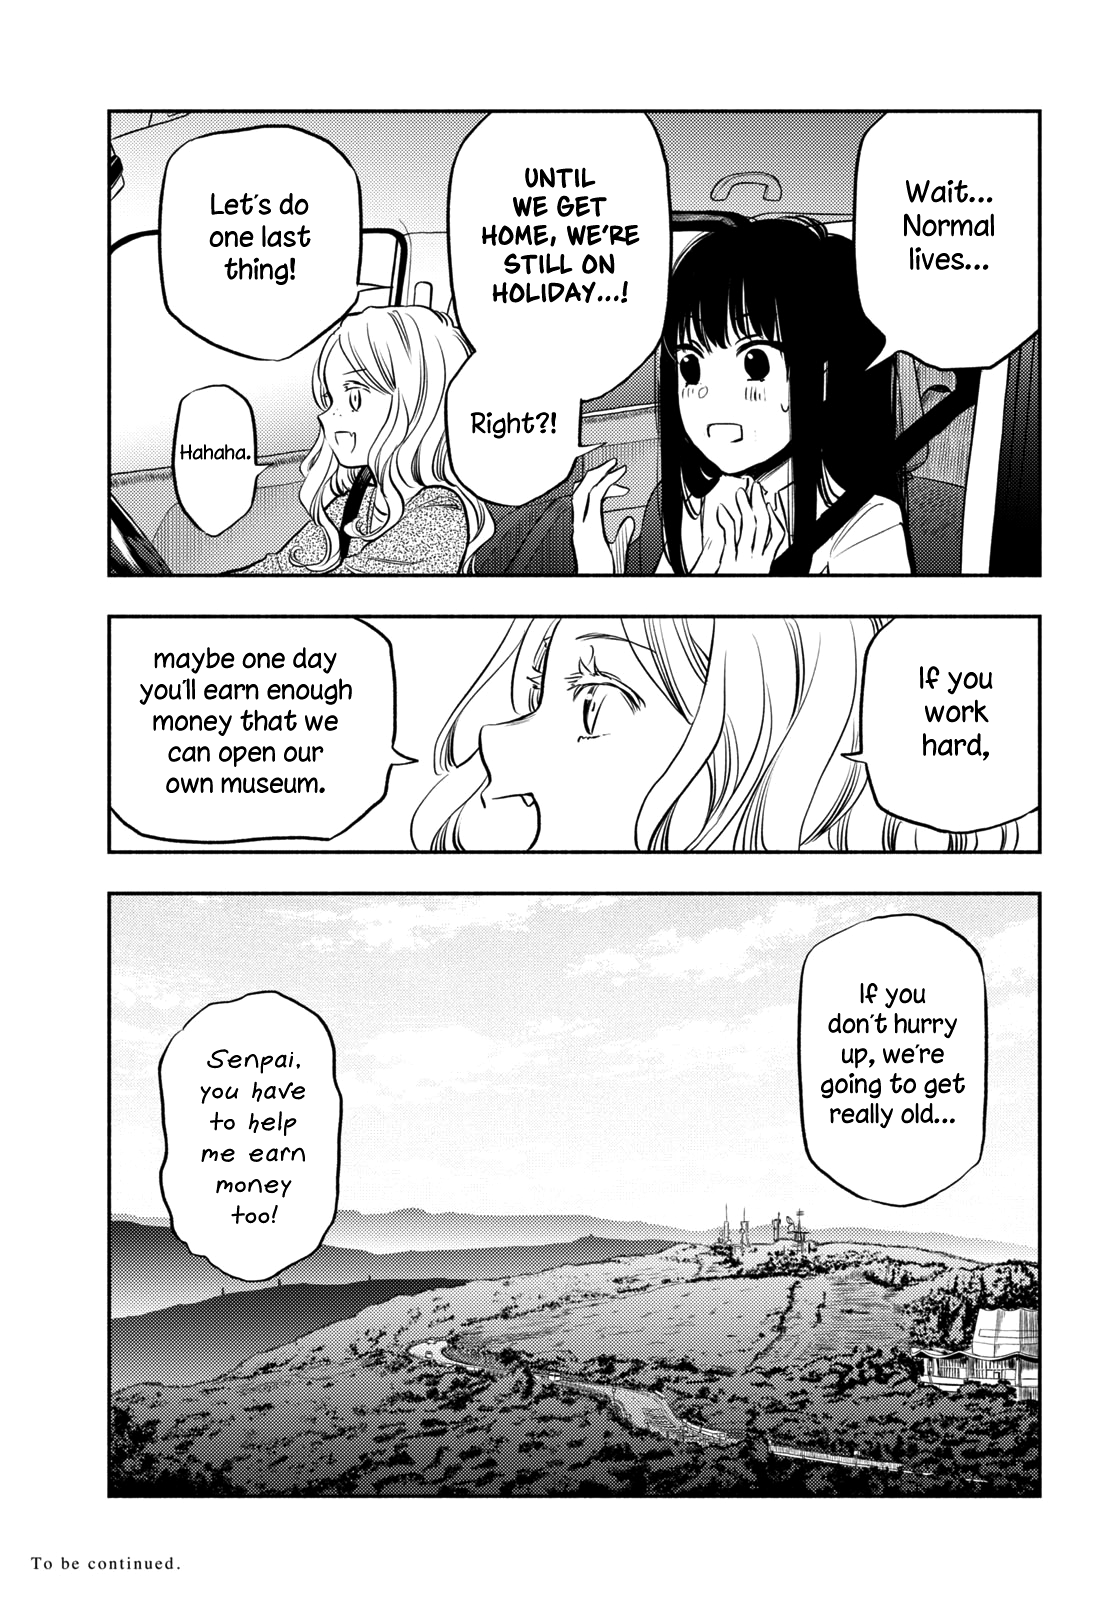 Wait...
Normal
lives...
UNTIL
WE GET
HOME, WE'RE
STILL ON
HOLIDAY...!
Right?!
Let's do
one last
thing!
Hahaha.
If you
work
hard,
maybe one day
you'll earn enough
money that we
can open our
own museum.
If you
don't hurry
up, we're
going to get
really old...
Senpai,
you have
to help
me earn
money
too!
To be continued.